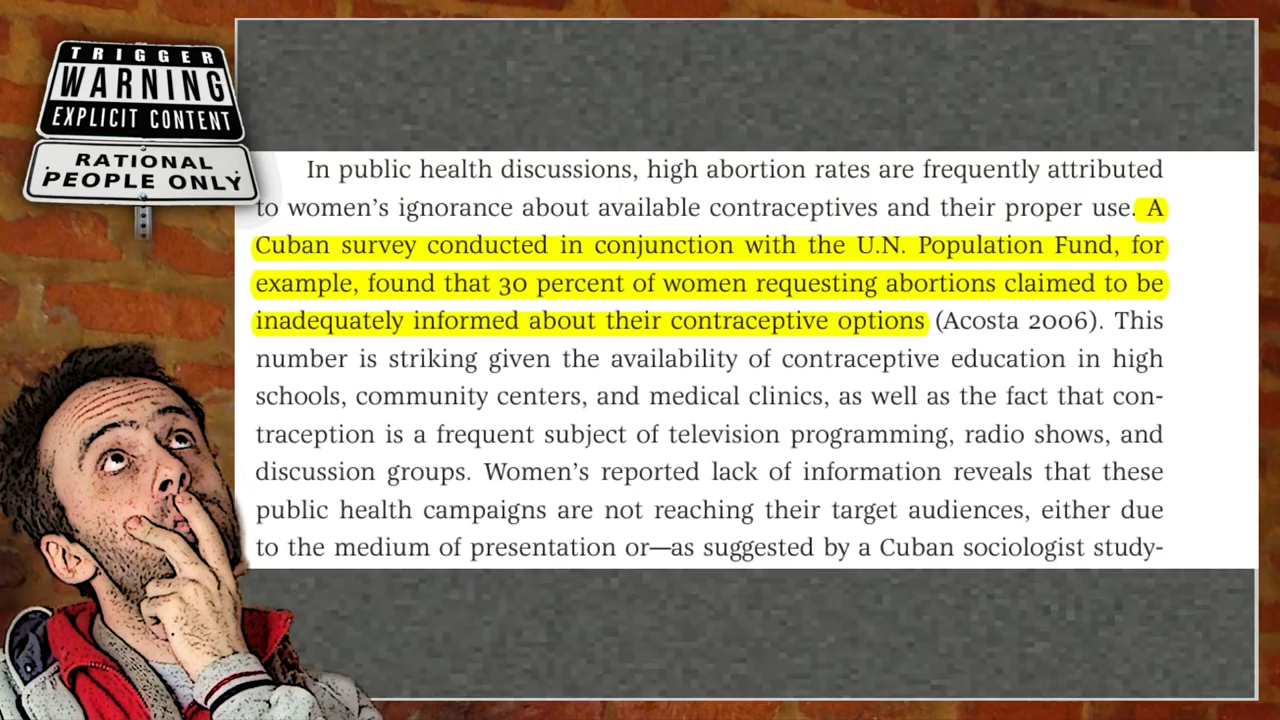 TRIGGER
WARNING
EXPLICIT CONTENT
RATIONAL
PEOPLE ONLY
In public health discussions, high abortion rates are frequently attributed
to women’s ignorance about available contraceptives and their proper use. A
Cuban survey conducted in conjunction with the U.N. Population Fund, for
example, found that 30 percent of women requesting abortions claimed to be
inadequately informed about their contraceptive options (Acosta 2006). This
number is striking given the availability of contraceptive education in high
schools, community centers, and medical clinics, as well as the fact that con-
traception is a frequent subject of television programming, radio shows, and
discussion groups. Women’s reported lack of information reveals that these
public health campaigns are not reaching their target audiences, either due
to the medium of presentation or—as suggested by a Cuban sociologist study-